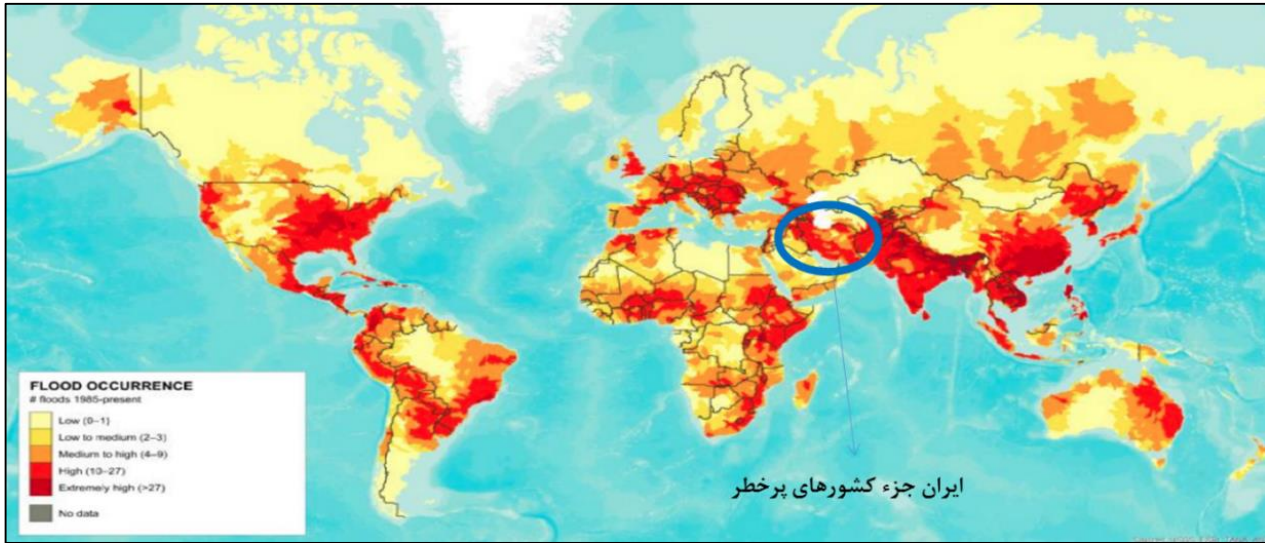 FLOOD OCCURRENCE
# floods 1985-present
Low (0–1)
Low to medium (2–3)
Medium to high (4–9)
High (10–27)
Extremely high (>27)
No data
ایران جزء کشورهای پرخطر